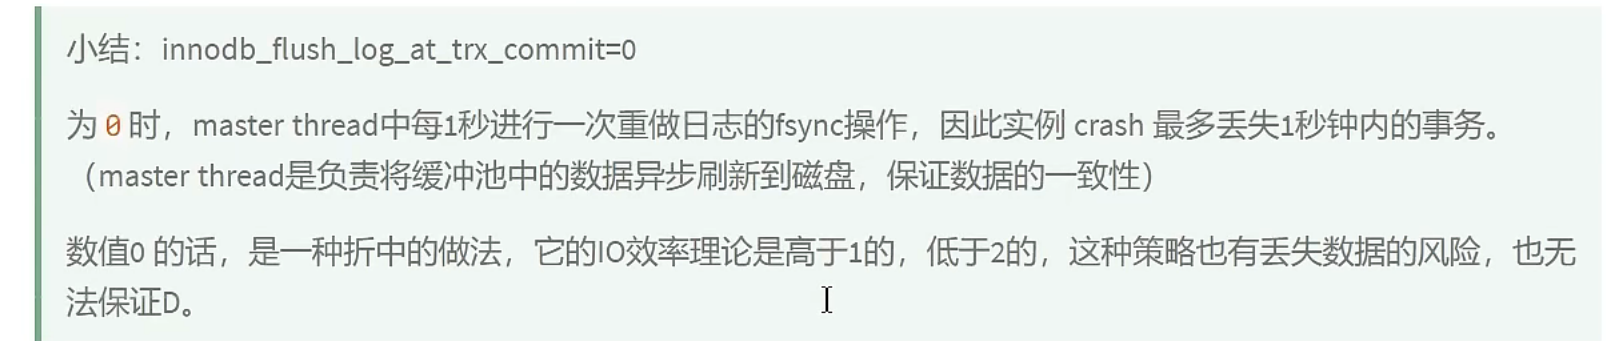 小结：innodb_flush_log_at_trx_commit=0
为 0 时，master thread中每1秒进行一次重做日志的fsync操作，因此实例 crash 最多丢失1秒钟内的事务。
（master thread是负责将缓冲池中的数据异步刷新到磁盘，保证数据的一致性）
数值0 的话，是一种折中的做法，它的IO效率理论是高于1的，低于2的，这种策略也有丢失数据的风险，也无
法保证D。